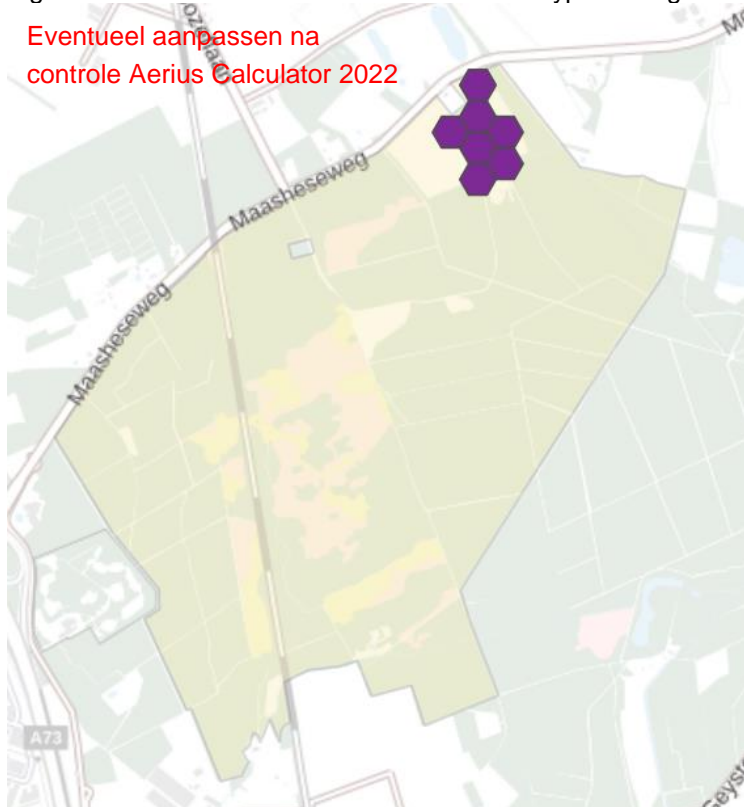 Eventueel aanpassen na
controle Aerius Calculator 2022
Maasheseweg
Maasheseweg
A73